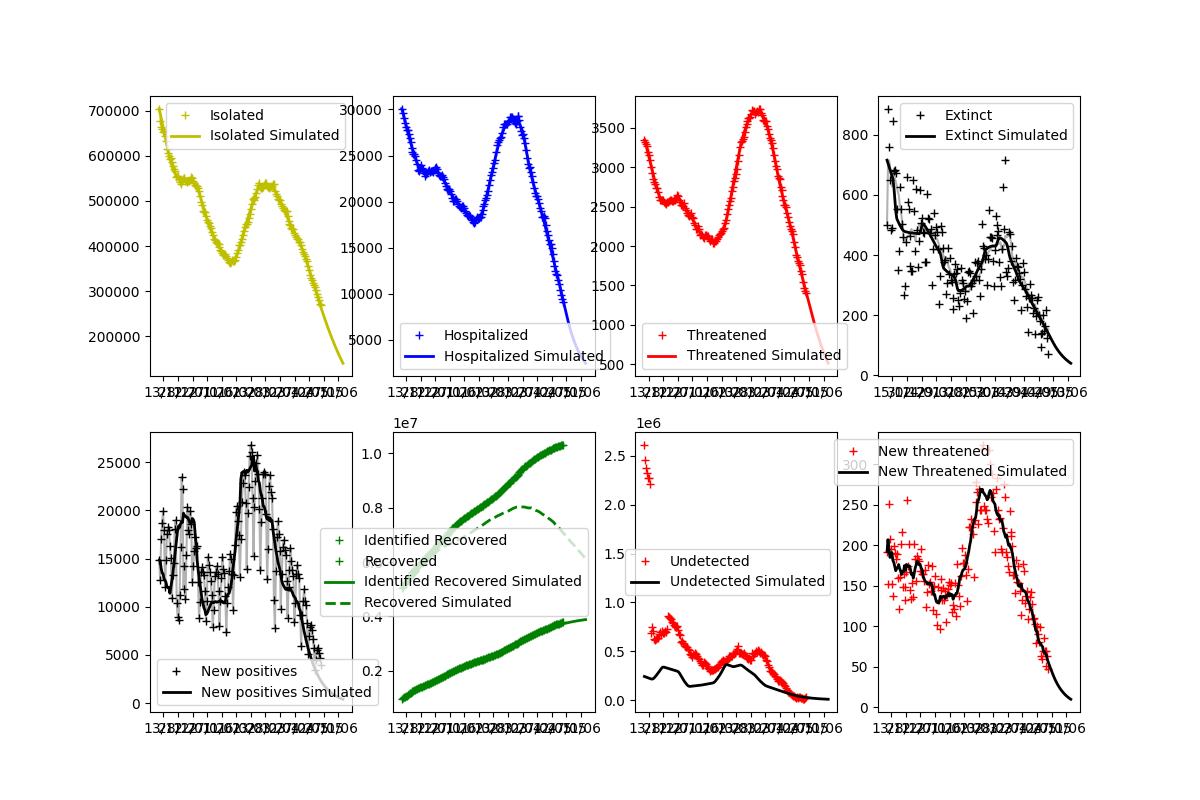 700000
600000
500000
400000
300000
200000
Isolated
Isolated Simulated
30000
25000
20000
15000
10000
5000
Hospitalized
Hospitalized Simulated
3500
3000
2500
2000
1500
1000
500
Threatened
Threatened Simulated
800
600
400
200
0
Extinct
Extinct Simulated
25000
20000
15000
10000
5000
0
New positives
New positives Simulated
1e7
1.0
0.8
0.4
0.2
Identified Recovered
Recovered
Identified Recovered Simulated
Recovered Simulated
1e6
2.5
2.0
1.5
1.0
0.5
0.0
Undetected
Undetected Simulated
300
250
200
150
100
50
0
New threatened
New Threatened Simulated